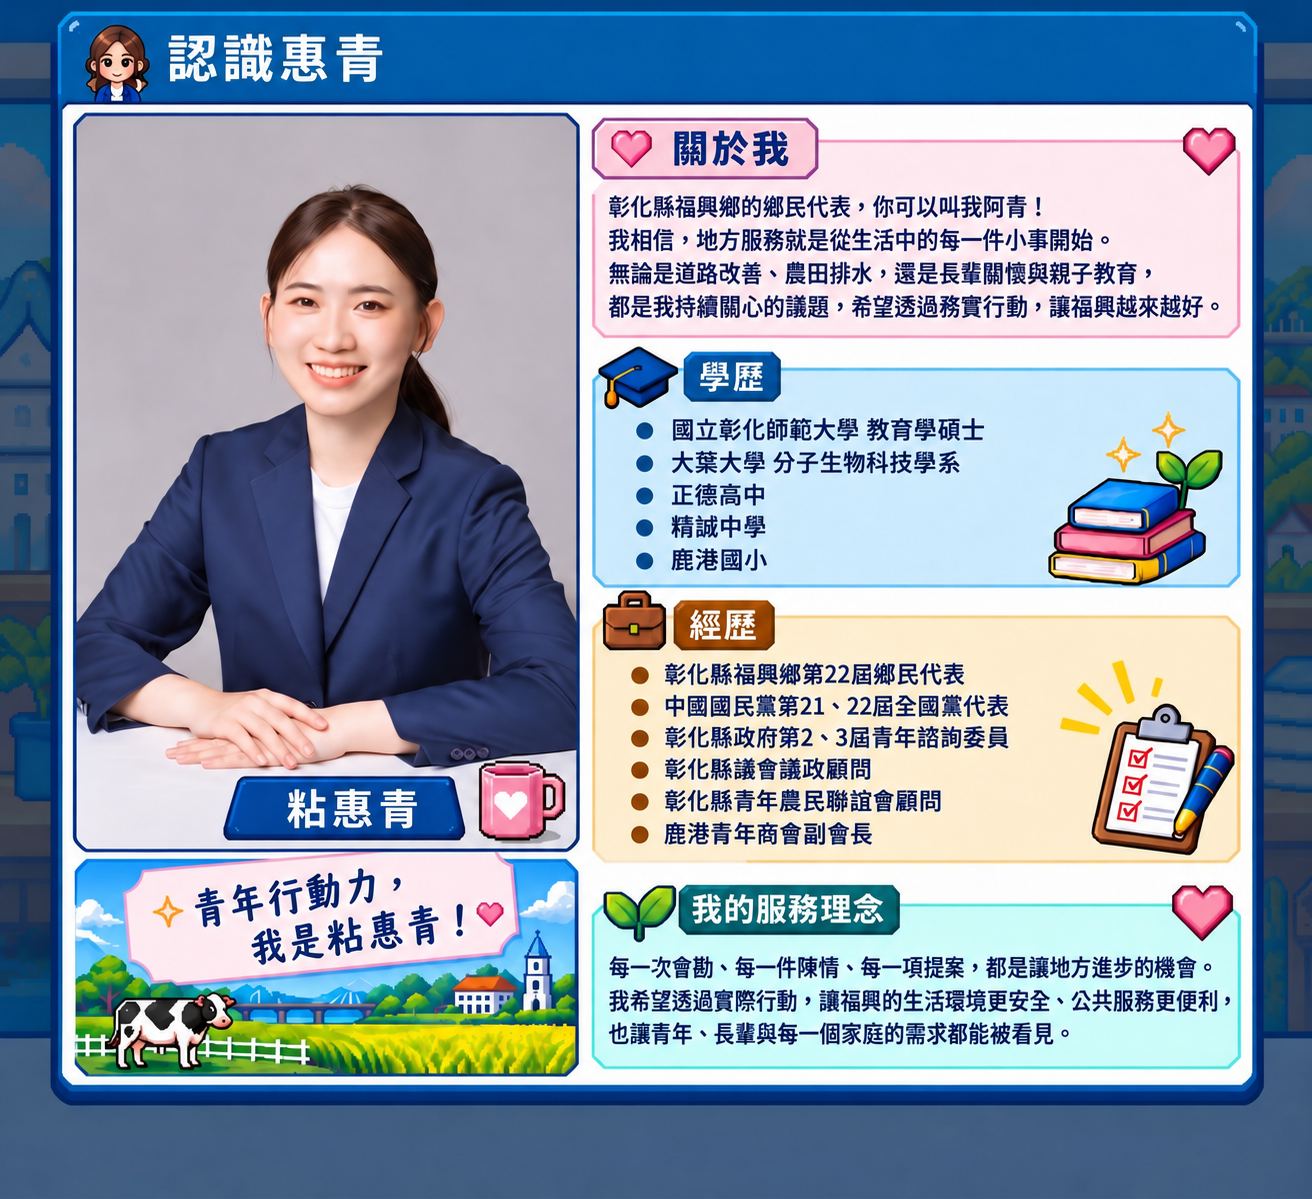 認識惠青
粘惠青
青年行動力，
我是粘惠青！
關於我
彰化縣福興鄉的鄉民代表，你可以叫我阿青！
我相信，地方服務就是從生活中的每一件小事開始。
無論是道路改善、農田排水，還是長輩關懷與親子教育，
都是我持續關心的議題，希望透過務實行動，讓福興越來越好。
學歷
國立彰化師範大學 教育學碩士
大葉大學 分子生物科技學系
正德高中
精誠中學
鹿港國小
經歷
彰化縣福興鄉第22屆鄉民代表
中國國民黨第21、22屆全國黨代表
彰化縣政府第2、3屆青年諮詢委員
彰化縣議會議政顧問
彰化縣青年農民聯誼會顧問
鹿港青年商會副會長
我的服務理念
每一次會勘、每一件陳情、每一項提案，都是讓地方進步的機會。
我希望透過實際行動，讓福興的生活環境更安全、公共服務更便利，
也讓青年、長輩與每一個家庭的需求都能被看見。